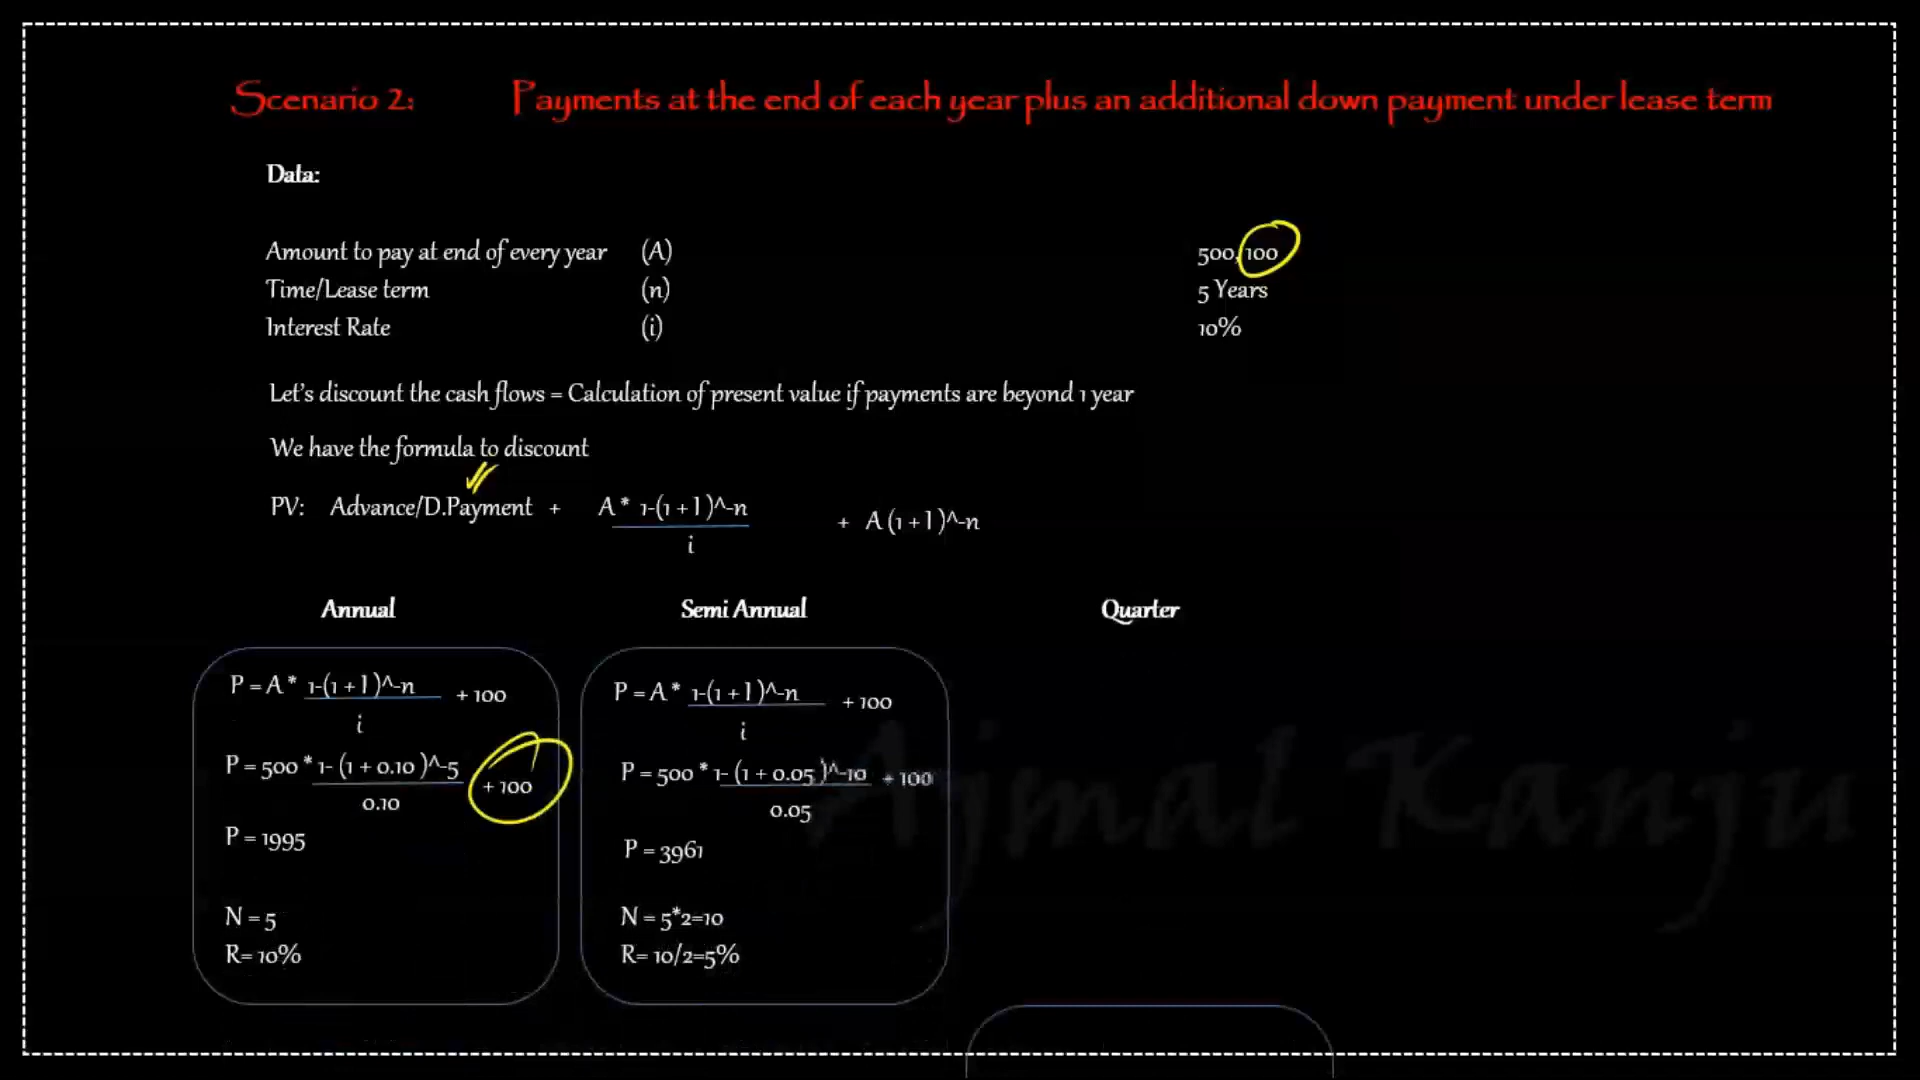 Scenario 2: Payments at the end of each year plus an additional down payment under lease term
Data:
Amount to pay at end of every year (A) 500,100
Time/Lease term (n) 5 Years
Interest Rate (i) 10%
Let's discount the cash flows = Calculation of present value if payments are beyond 1 year
We have the formula to discount
PV: Advance/D.Payment + A * 1-(1+I)^-n + A (1+I)^-n
i
Annual Semi Annual Quarter
P = A * 1-(1+I)^-n + 100
i
P = 500 * 1- (1 + 0.10 )^-5 + 100
0.10
P = 1995
N = 5
R= 10%
P = A * 1-(1+I)^-n + 100
i
P = 500 * 1- (1 + 0.05 )^-10 + 100
0.05
P = 3961
N = 5*2=10
R= 10/2=5%
Ajmal Kanju